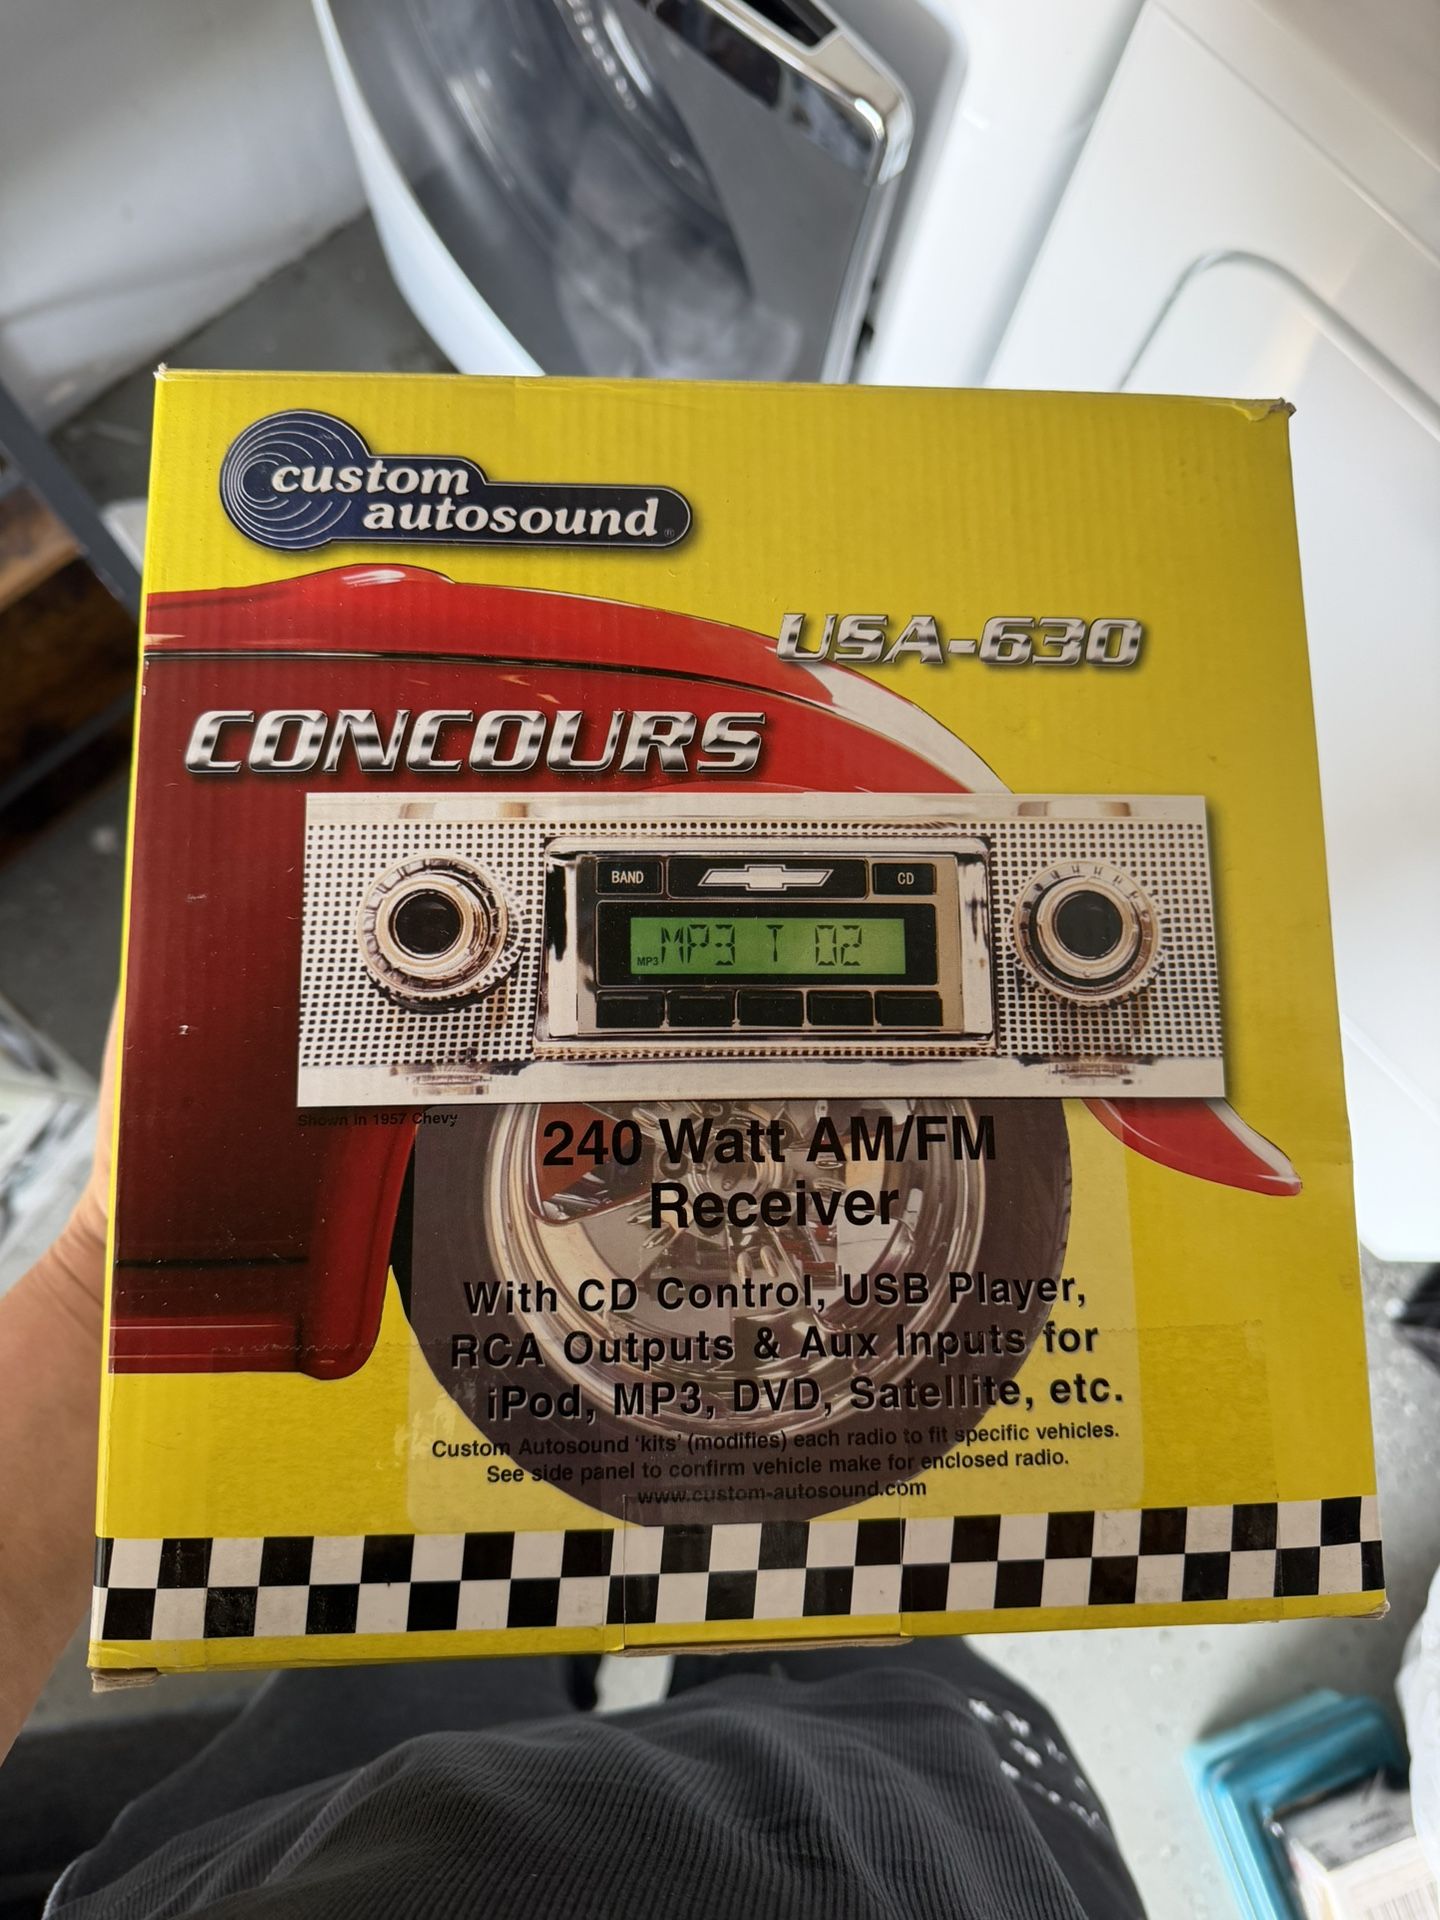 custom
autosound
USA-630
CONCOURS
BAND
CD
MP3 MP3 T 02
Shown in 1957 Chevy
240 Watt AM/FM
Receiver
With CD Control, USB Player,
RCA Outputs & Aux Inputs for
iPod, MP3, DVD, Satellite, etc.
Custom Autosound 'kits' (modifies) each radio to fit specific vehicles.
See side panel to confirm vehicle make for enclosed radio.
www.custom-autosound.com